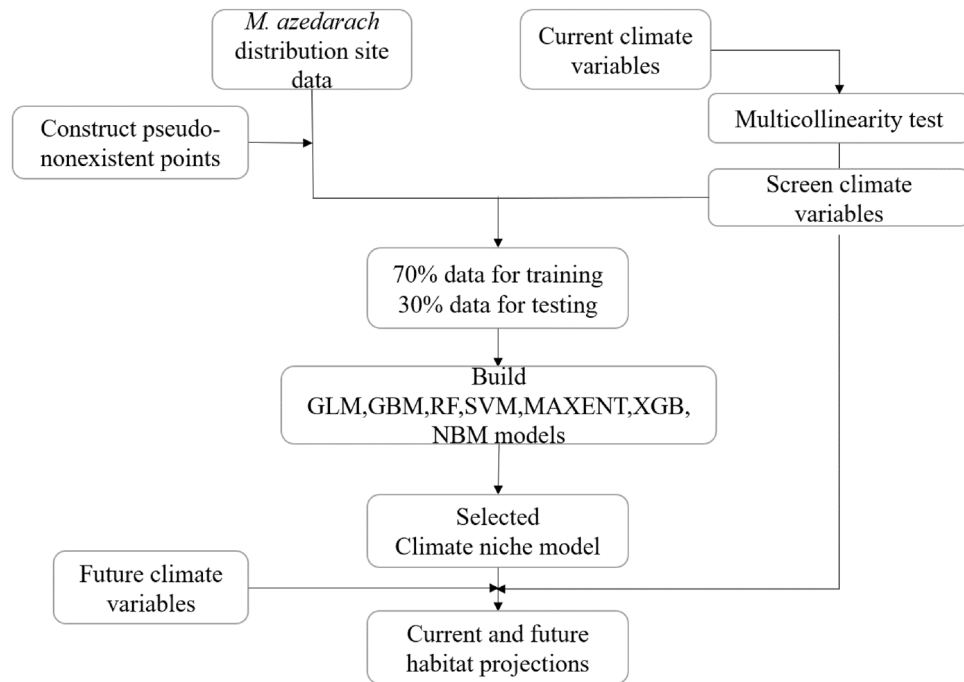 M. azedarach
distribution site
data
Current climate
variables
Construct pseudo-
nonexistent points
Multicollinearity test
Screen climate
variables
70% data for training
30% data for testing
Build
GLM,GBM,RF,SVM,MAXENT,XGB,
NBM models
Selected
Climate niche model
Future climate
variables
Current and future
habitat projections